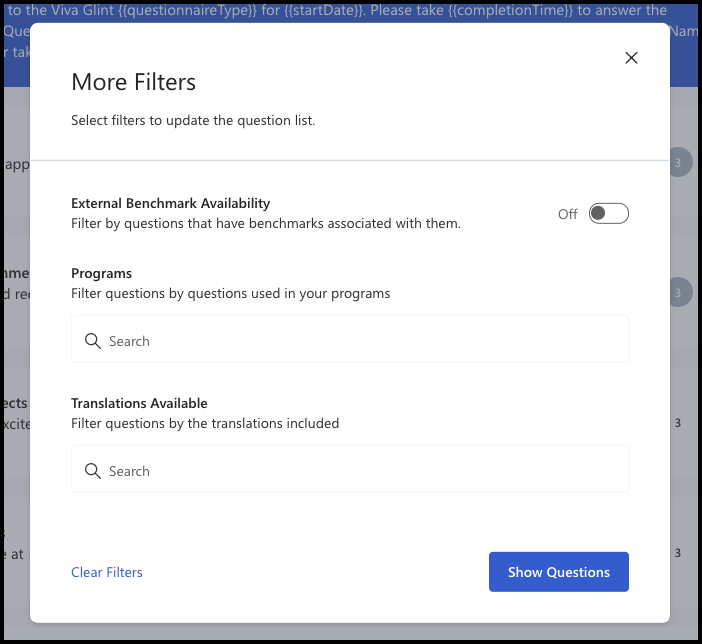 to the Viva Glint {{questionnaireType}} for {{startDate}}. Please take {{completionTime}} to answer the
Que
Nam
r tak
More Filters
Select filters to update the question list.
app
3
External Benchmark Availability
Filter by questions that have benchmarks associated with them.
Off
Programs
Filter questions by questions used in your programs
nme
d rec
3
Search
Translations Available
Filter questions by the translations included
ects
xcite
3
Search
e at
3
Clear Filters
Show Questions